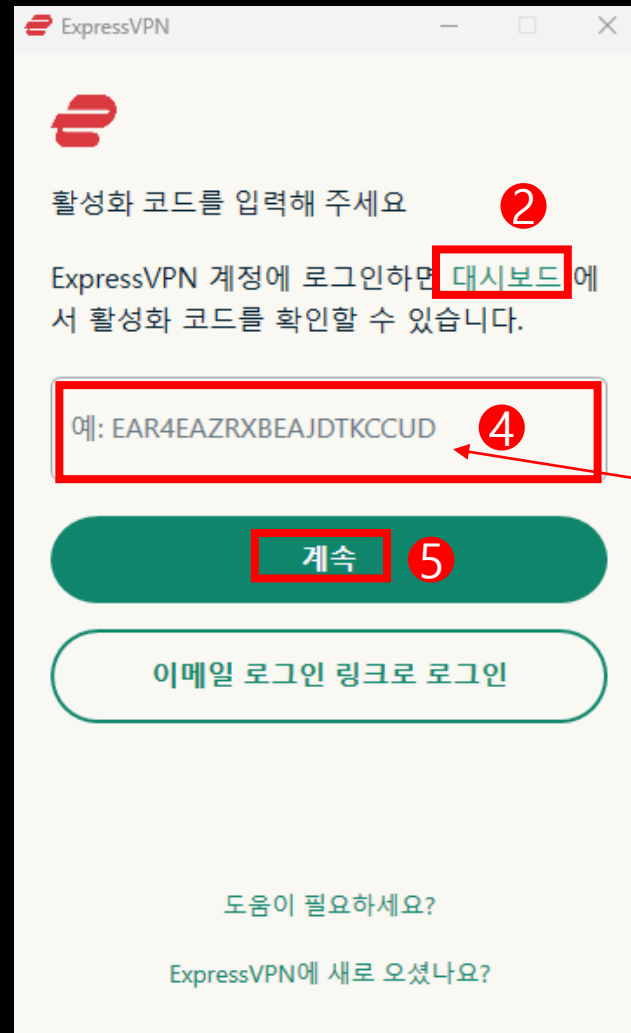 ExpressVPN
활성화 코드를 입력해 주세요
2
ExpressVPN 계정에 로그인하면 대시보드 에
서 활성화 코드를 확인할 수 있습니다.
예: EAR4EAZRXBEAJDTKCCUD 4
계속 5
이메일 로그인 링크로 로그인
도움이 필요하세요?
ExpressVPN에 새로 오셨나요?